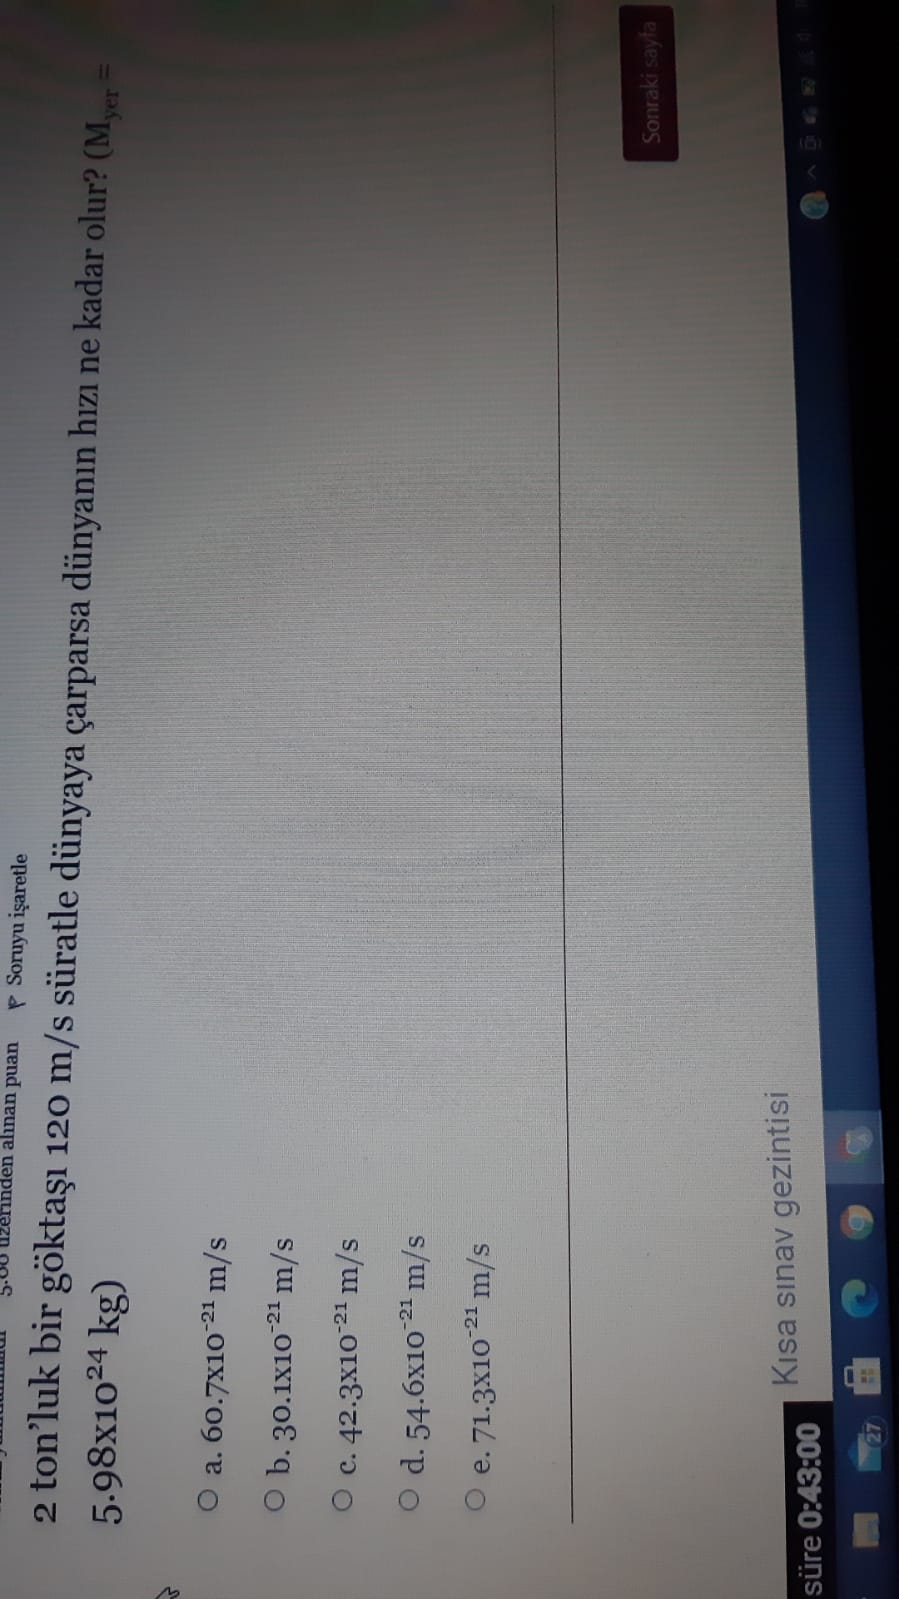 5.00 üzerinden alınan puan Soruyu işaretle
2 ton’luk bir göktaşı 120 m/s süratle dünyaya çarparsa dünyanın hızı ne kadar olur? (Myer =
5.98x10²⁴ kg)
a. 60.7x10⁻²¹ m/s
b. 30.1x10⁻²¹ m/s
c. 42.3x10⁻²¹ m/s
d. 54.6x10⁻²¹ m/s
e. 71.3x10⁻²¹ m/s
Sonraki sayfa
Kısa sınav gezintisi
süre 0:43:00
27